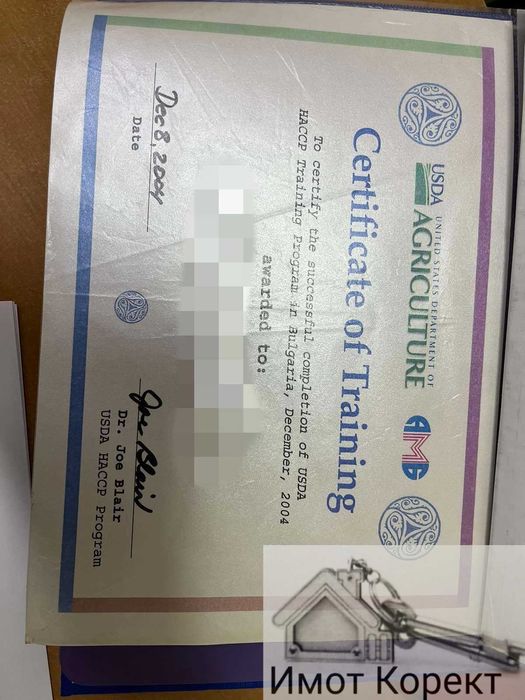 USDA UNITED STATES DEPARTMENT OF
AGRICULTURE
Certificate of Training
To certify the successful completion of USDA
HACCP Training Program in Bulgaria, December, 2004
awarded to:
Dec 8, 2004
Date
Joe Blair
Dr. Joe Blair
USDA HACCP Program
Имот Корект